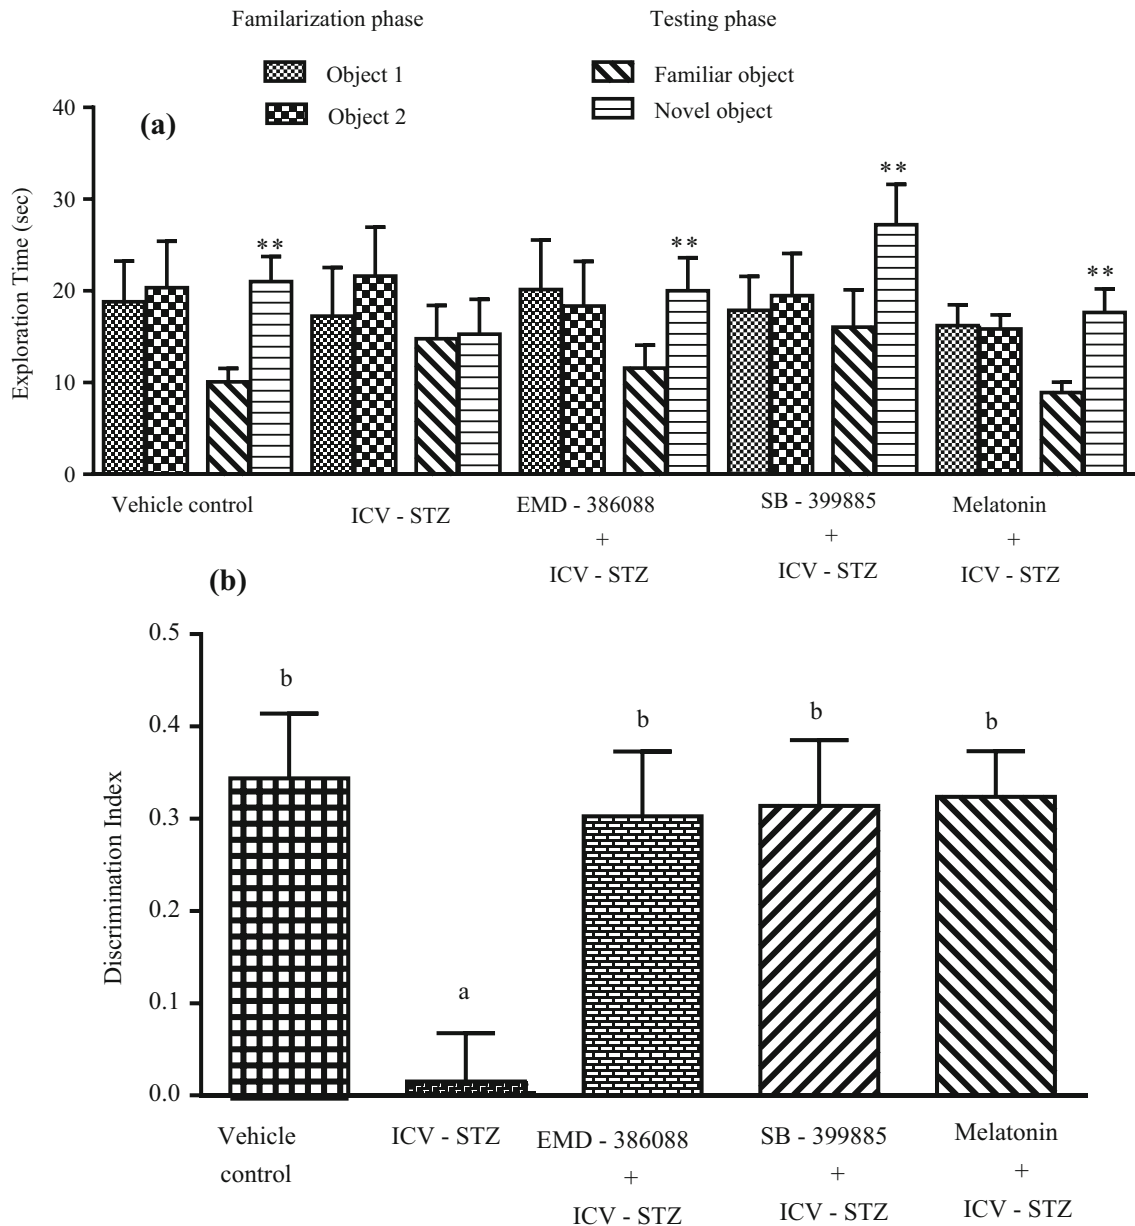 Familarization phase
Testing phase
Object 1
Familiar object
Object 2
Novel object
(a)
Exploration Time (sec)
40
30
20
10
0
**
**
**
**
Vehicle control
ICV - STZ
EMD - 386088
+
ICV - STZ
SB - 399885
+
ICV - STZ
Melatonin
+
ICV - STZ
(b)
Discrimination Index
0.5
0.4
0.3
0.2
0.1
0.0
b
a
b
b
b
Vehicle
control
ICV - STZ
EMD - 386088
+
ICV - STZ
SB - 399885
+
ICV - STZ
Melatonin
+
ICV - STZ